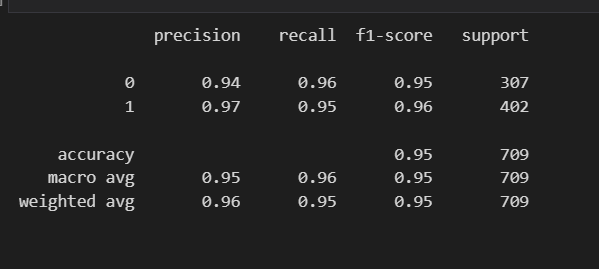 precision recall f1-score support
0 0.94 0.96 0.95 307
1 0.97 0.95 0.96 402
accuracy 0.95 709
macro avg 0.95 0.96 0.95 709
weighted avg 0.96 0.95 0.95 709